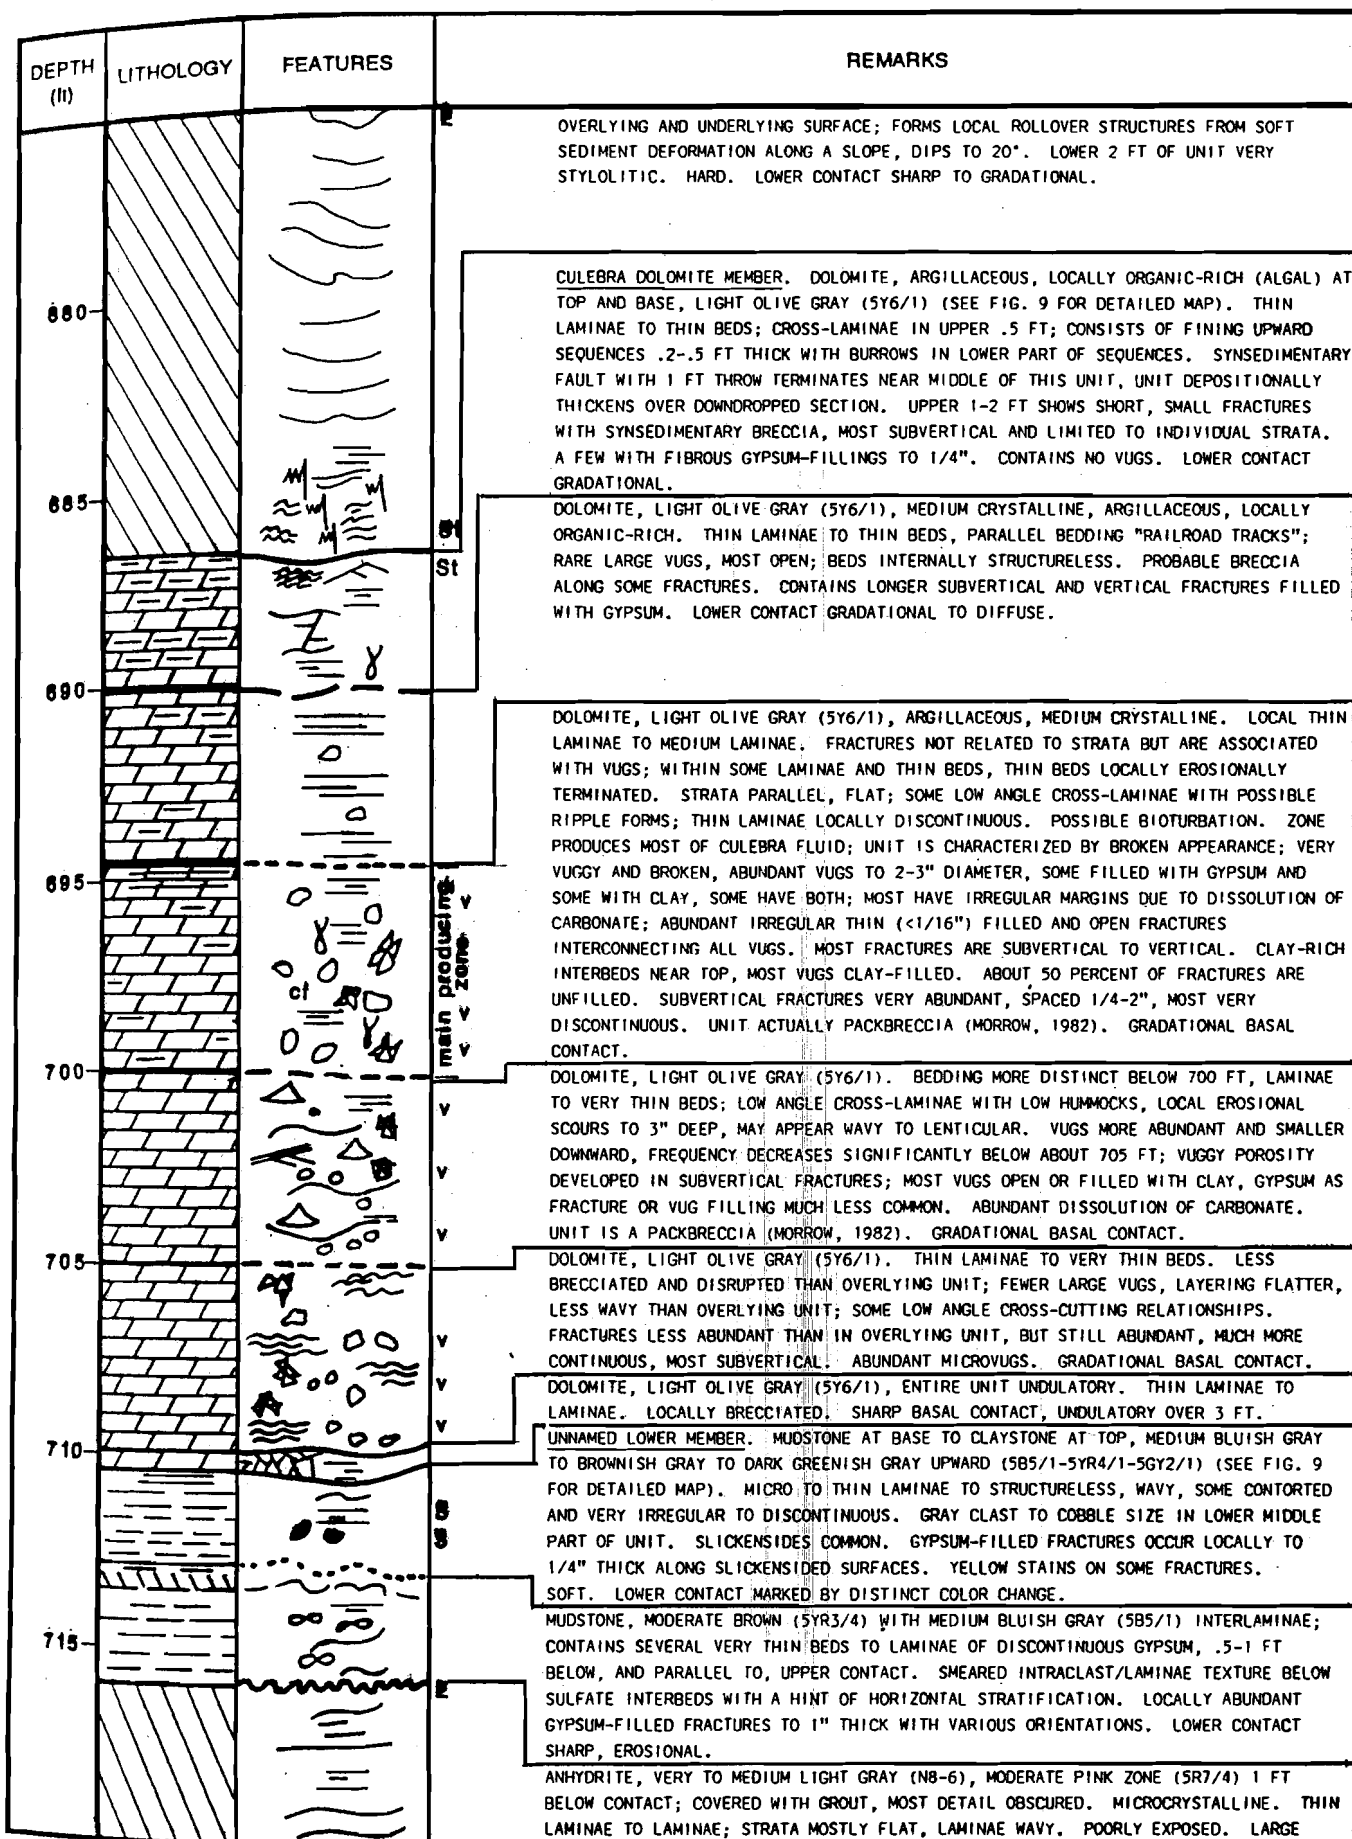 DEPTH
(ft)
LITHOLOGY
FEATURES
REMARKS
OVERLYING AND UNDERLYING SURFACE; FORMS LOCAL ROLLOVER STRUCTURES FROM SOFT
SEDIMENT DEFORMATION ALONG A SLOPE, DIPS TO 20°. LOWER 2 FT OF UNIT VERY
STYLOLITIC. HARD. LOWER CONTACT SHARP TO GRADATIONAL.
CULEBRA DOLOMITE MEMBER. DOLOMITE, ARGILLACEOUS, LOCALLY ORGANIC-RICH (ALGAL) AT
TOP AND BASE, LIGHT OLIVE GRAY (5Y6/1) (SEE FIG. 9 FOR DETAILED MAP). THIN
LAMINAE TO THIN BEDS; CROSS-LAMINAE IN UPPER .5 FT; CONSISTS OF FINING UPWARD
SEQUENCES .2-.5 FT THICK WITH BURROWS IN LOWER PART OF SEQUENCES. SYNSEDIMENTARY
FAULT WITH 1 FT THROW TERMINATES NEAR MIDDLE OF THIS UNIT, UNIT DEPOSITIONALLY
THICKENS OVER DOWNDROPPED SECTION. UPPER 1-2 FT SHOWS SHORT, SMALL FRACTURES
WITH SYNSEDIMENTARY BRECCIA, MOST SUBVERTICAL AND LIMITED TO INDIVIDUAL STRATA.
A FEW WITH FIBROUS GYPSUM-FILLINGS TO 1/4". CONTAINS NO VUGS. LOWER CONTACT
GRADATIONAL.
DOLOMITE, LIGHT OLIVE GRAY (5Y6/1), MEDIUM CRYSTALLINE, ARGILLACEOUS, LOCALLY
ORGANIC-RICH. THIN LAMINAE TO THIN BEDS, PARALLEL BEDDING "RAILROAD TRACKS";
RARE LARGE VUGS, MOST OPEN; BEDS INTERNALLY STRUCTURELESS. PROBABLE BRECCIA
ALONG SOME FRACTURES. CONTAINS LONGER SUBVERTICAL AND VERTICAL FRACTURES FILLED
WITH GYPSUM. LOWER CONTACT GRADATIONAL TO DIFFUSE.
DOLOMITE, LIGHT OLIVE GRAY (5Y6/1), ARGILLACEOUS, MEDIUM CRYSTALLINE. LOCAL THIN
LAMINAE TO MEDIUM LAMINAE. FRACTURES NOT RELATED TO STRATA BUT ARE ASSOCIATED
WITH VUGS; WITHIN SOME LAMINAE AND THIN BEDS, THIN BEDS LOCALLY EROSIONALLY
TERMINATED. STRATA PARALLEL, FLAT; SOME LOW ANGLE CROSS-LAMINAE WITH POSSIBLE
RIPPLE FORMS; THIN LAMINAE LOCALLY DISCONTINUOUS. POSSIBLE BIOTURBATION. ZONE
PRODUCES MOST OF CULEBRA FLUID; UNIT IS CHARACTERIZED BY BROKEN APPEARANCE; VERY
VUGGY AND BROKEN, ABUNDANT VUGS TO 2-3" DIAMETER, SOME FILLED WITH GYPSUM AND
SOME WITH CLAY, SOME HAVE BOTH; MOST HAVE IRREGULAR MARGINS DUE TO DISSOLUTION OF
CARBONATE; ABUNDANT IRREGULAR THIN (<1/16") FILLED AND OPEN FRACTURES
INTERCONNECTING ALL VUGS. MOST FRACTURES ARE SUBVERTICAL TO VERTICAL. CLAY-RICH
INTERBEDS NEAR TOP, MOST VUGS CLAY-FILLED. ABOUT 50 PERCENT OF FRACTURES ARE
UNFILLED. SUBVERTICAL FRACTURES VERY ABUNDANT, SPACED 1/4-2", MOST VERY
DISCONTINUOUS. UNIT ACTUALLY PACKBRECCIA (MORROW, 1982). GRADATIONAL BASAL
CONTACT.
DOLOMITE, LIGHT OLIVE GRAY (5Y6/1). BEDDING MORE DISTINCT BELOW 700 FT, LAMINAE
TO VERY THIN BEDS; LOW ANGLE CROSS-LAMINAE WITH LOW HUMMOCKS, LOCAL EROSIONAL
SCOURS TO 3" DEEP, MAY APPEAR WAVY TO LENTICULAR. VUGS MORE ABUNDANT AND SMALLER
DOWNWARD, FREQUENCY DECREASES SIGNIFICANTLY BELOW ABOUT 705 FT; VUGGY POROSITY
DEVELOPED IN SUBVERTICAL FRACTURES; MOST VUGS OPEN OR FILLED WITH CLAY, GYPSUM AS
FRACTURE OR VUG FILLING MUCH LESS COMMON. ABUNDANT DISSOLUTION OF CARBONATE.
UNIT IS A PACKBRECCIA (MORROW, 1982). GRADATIONAL BASAL CONTACT.
DOLOMITE, LIGHT OLIVE GRAY (5Y6/1). THIN LAMINAE TO VERY THIN BEDS. LESS
BRECCIATED AND DISRUPTED THAN OVERLYING UNIT; FEWER LARGE VUGS, LAYERING FLATTER,
LESS WAVY THAN OVERLYING UNIT; SOME LOW ANGLE CROSS-CUTTING RELATIONSHIPS.
FRACTURES LESS ABUNDANT THAN IN OVERLYING UNIT, BUT STILL ABUNDANT, MUCH MORE
CONTINUOUS, MOST SUBVERTICAL. ABUNDANT MICROVUGS. GRADATIONAL BASAL CONTACT.
DOLOMITE, LIGHT OLIVE GRAY (5Y6/1), ENTIRE UNIT UNDULATORY. THIN LAMINAE TO
LAMINAE. LOCALLY BRECCIATED. SHARP BASAL CONTACT, UNDULATORY OVER 3 FT.
UNNAMED LOWER MEMBER. MUDSTONE AT BASE TO CLAYSTONE AT TOP, MEDIUM BLUISH GRAY
TO BROWNISH GRAY TO DARK GREENISH GRAY UPWARD (5B5/1-5YR4/1-5GY2/1) (SEE FIG. 9
FOR DETAILED MAP). MICRO TO THIN LAMINAE TO STRUCTURELESS, WAVY, SOME CONTORTED
AND VERY IRREGULAR TO DISCONTINUOUS. GRAY CLAST TO COBBLE SIZE IN LOWER MIDDLE
PART OF UNIT. SLICKENSIDES COMMON. GYPSUM-FILLED FRACTURES OCCUR LOCALLY TO
1/4" THICK ALONG SLICKENSIDED SURFACES. YELLOW STAINS ON SOME FRACTURES.
SOFT. LOWER CONTACT MARKED BY DISTINCT COLOR CHANGE.
MUDSTONE, MODERATE BROWN (5YR3/4) WITH MEDIUM BLUISH GRAY (5B5/1) INTERLAMINAE;
CONTAINS SEVERAL VERY THIN BEDS TO LAMINAE OF DISCONTINUOUS GYPSUM, .5-1 FT
BELOW, AND PARALLEL TO, UPPER CONTACT. SMEARED INTRACLAST/LAMINAE TEXTURE BELOW
SULFATE INTERBEDS WITH A HINT OF HORIZONTAL STRATIFICATION. LOCALLY ABUNDANT
GYPSUM-FILLED FRACTURES TO 1" THICK WITH VARIOUS ORIENTATIONS. LOWER CONTACT
SHARP, EROSIONAL.
ANHYDRITE, VERY TO MEDIUM LIGHT GRAY (N8-6), MODERATE PINK ZONE (5R7/4) 1 FT
BELOW CONTACT; COVERED WITH GROUT, MOST DETAIL OBSCURED. MICROCRYSTALLINE. THIN
LAMINAE TO LAMINAE; STRATA MOSTLY FLAT, LAMINAE WAVY. POORLY EXPOSED. LARGE
680
685
690
695
700
705
710
715
St
cf
main producing
zone
v
v
v
v
v
v
v
v
v
S
S